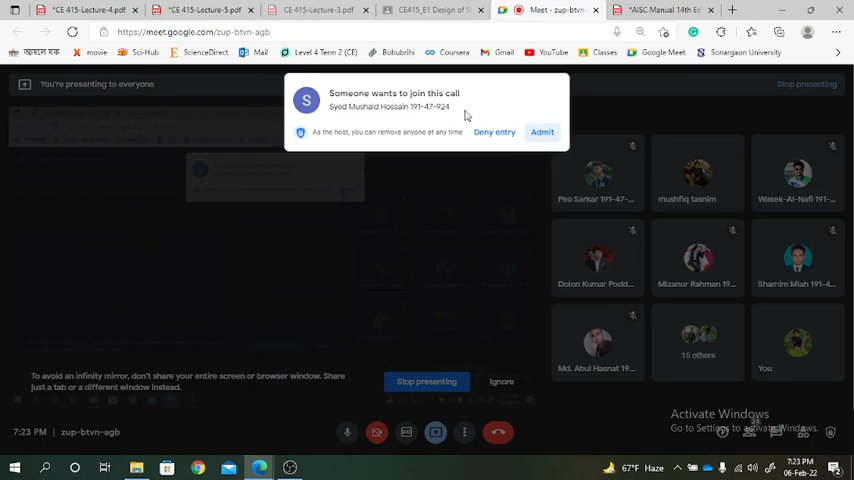 *CE 415-Lecture-4.pdf
*CE 415-Lecture-5.pdf
CE 415-Lecture-3.pdf
CE415_E1 Design of S
Meet - zup-btvn-
*AISC Manual 14th Ed
https://meet.google.com/zup-btvn-agb
movie
Sci-Hub
ScienceDirect
Mail
Level 4 Term 2 (CE)
Bohubrihi
Coursera
Gmail
YouTube
Classes
Google Meet
Sonargaon University
You're presenting to everyone
Stop presenting
S
Someone wants to join this call
Syed Mushaid Hossain 191-47-924
As the host, you can remove anyone at any time
Deny entry
Admit
Peo Sarkar 191-47-...
mushfiq tasnim
Wasek-Al-Nafi 191-...
Dolon Kumar Podd...
Mizanur Rahman 19...
Shamim Miah 191-4...
Md. Abu Hasnat 19...
15 others
You
To avoid an infinity mirror, don't share your entire screen or browser window. Share
just a tab or a different window instead.
Stop presenting
Ignore
Activate Windows
Go to Settings to activate Windows.
7:23 PM
zup-btvn-agb
67°F Haze
7:23 PM
06-Feb-22
2